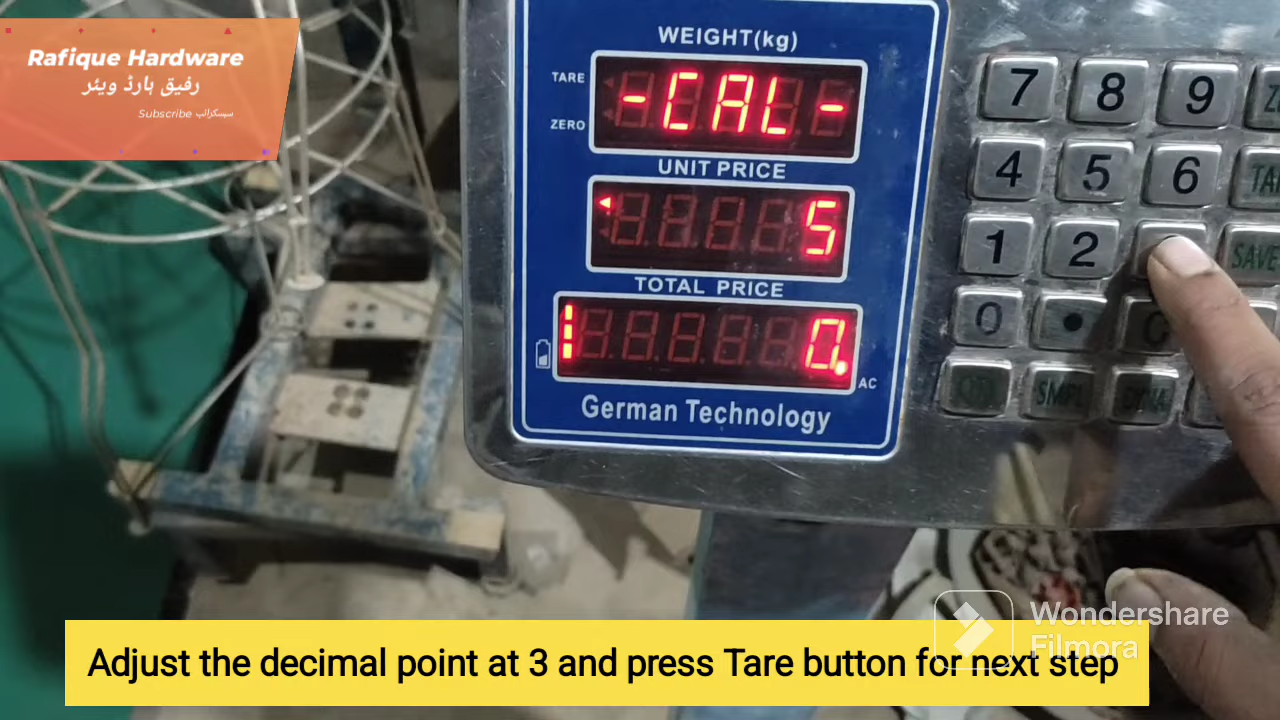 Rafique Hardware
رفیق ہارڈ ویئر
Subscribe سبسکرائب
WEIGHT(kg)
TARE
-CAL-
ZERO
UNIT PRICE
5
TOTAL PRICE
0.
AC
German Technology
7 8 9
4 5 6
1 2 SAVE
0 • C
Wondershare
Filmora
Adjust the decimal point at 3 and press Tare button for next step